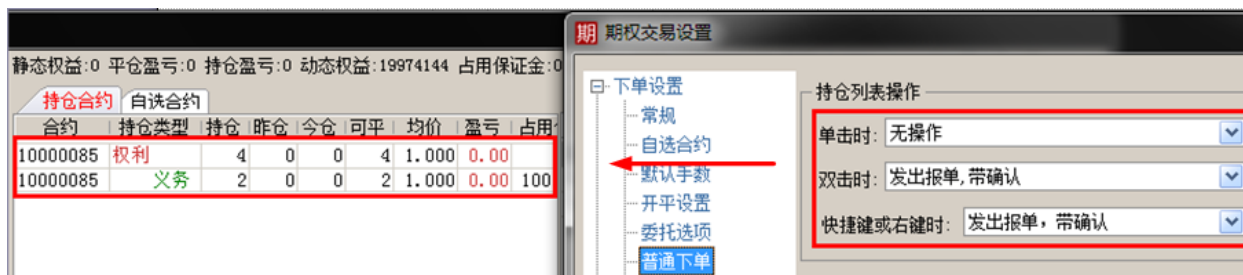 静态权益:0 平仓盈亏:0 持仓盈亏:0 动态权益:19974144 占用保证金:0
持仓合约 自选合约
合约 持仓类型 持仓 昨仓 今仓 可平 均价 盈亏 占用
10000085 权利 4 0 0 4 1.000 0.00
10000085 义务 2 0 0 2 1.000 0.00 100
期 期权交易设置
下单设置
常规
自选合约
默认手数
开平设置
委托选项
普通下单
持仓列表操作
单击时: 无操作
双击时: 发出报单,带确认
快捷键或右键时: 发出报单，带确认